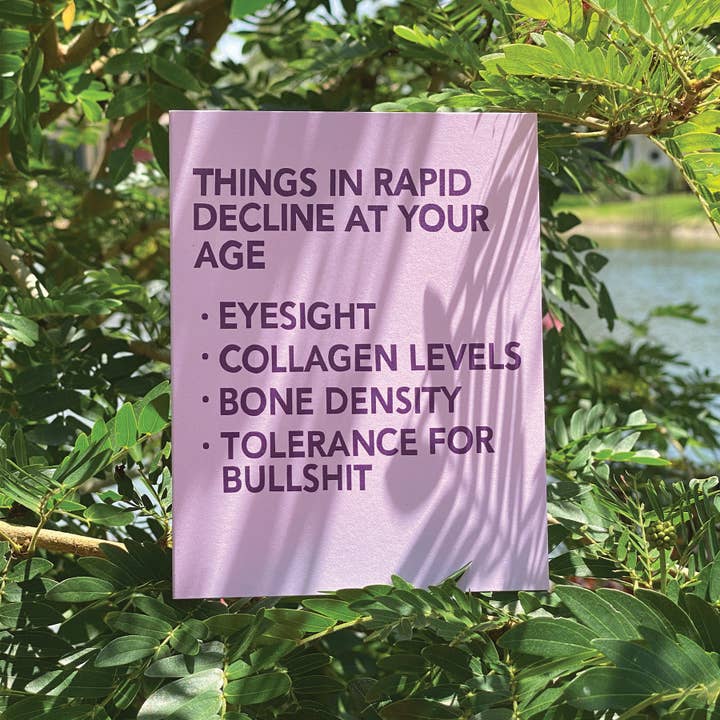 THINGS IN RAPID
DECLINE AT YOUR
AGE
· EYESIGHT
· COLLAGEN LEVELS
· BONE DENSITY
· TOLERANCE FOR
BULLSHIT